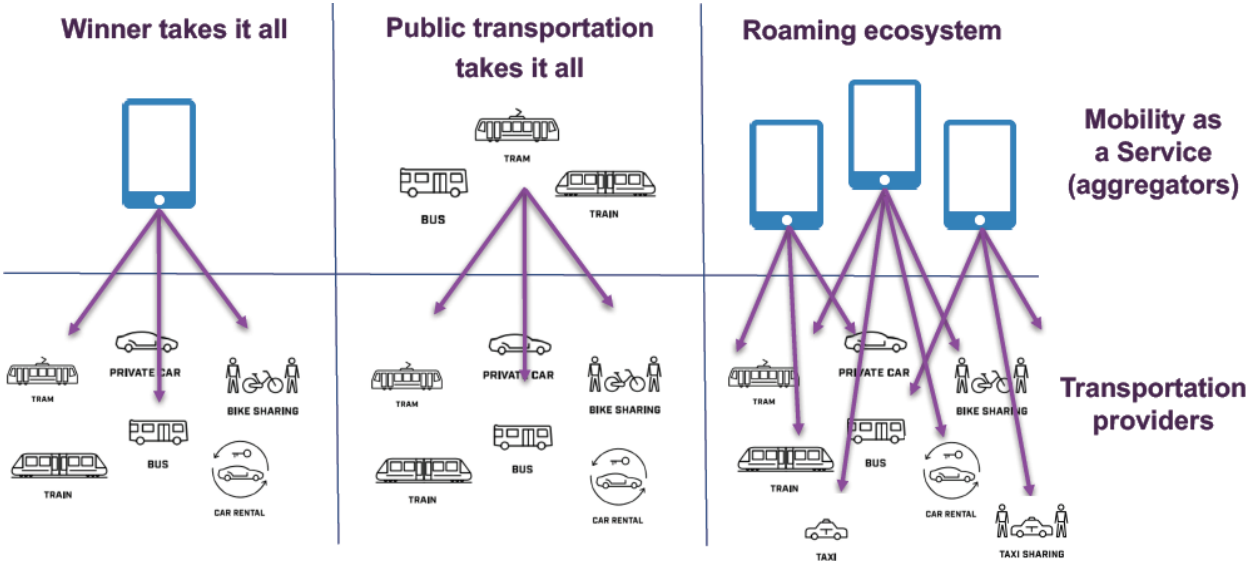 Winner takes it all
Public transportation
takes it all
Roaming ecosystem
Mobility as
a Service
(aggregators)
TRAM
BUS
TRAIN
PRIVATE CAR
TRAM
BIKE SHARING
BUS
TRAIN
CAR RENTAL
PRIVATE CAR
TRAM
BIKE SHARING
BUS
TRAIN
CAR RENTAL
PRIVATE CAR
TRAM
BIKE SHARING
BUS
TRAIN
CAR RENTAL
TAXI
TAXI SHARING
Transportation
providers